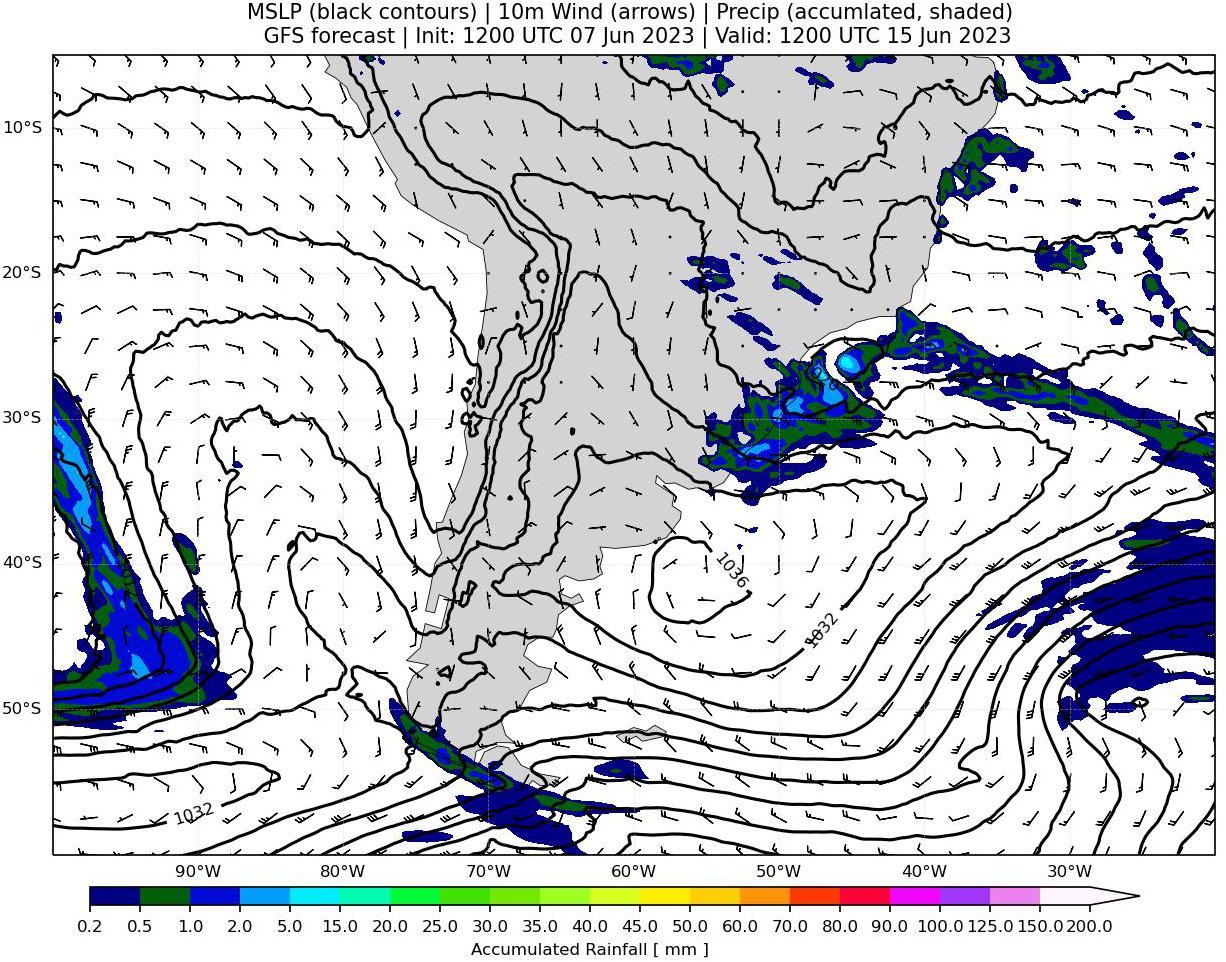 MSLP (black contours) | 10m Wind (arrows) | Precip (accumlated, shaded)
GFS forecast | Init: 1200 UTC 07 Jun 2023 | Valid: 1200 UTC 15 Jun 2023
10°S
20°S
30°S
40°S
50°S
1036
1032
1032
90°W 80°W 70°W 60°W 50°W 40°W 30°W
0.2 0.5 1.0 2.0 5.0 10.0 15.0 20.0 25.0 30.0 35.0 40.0 45.0 50.0 60.0 70.0 80.0 90.0 100.0 125.0 150.0 200.0
Accumulated Rainfall [ mm ]